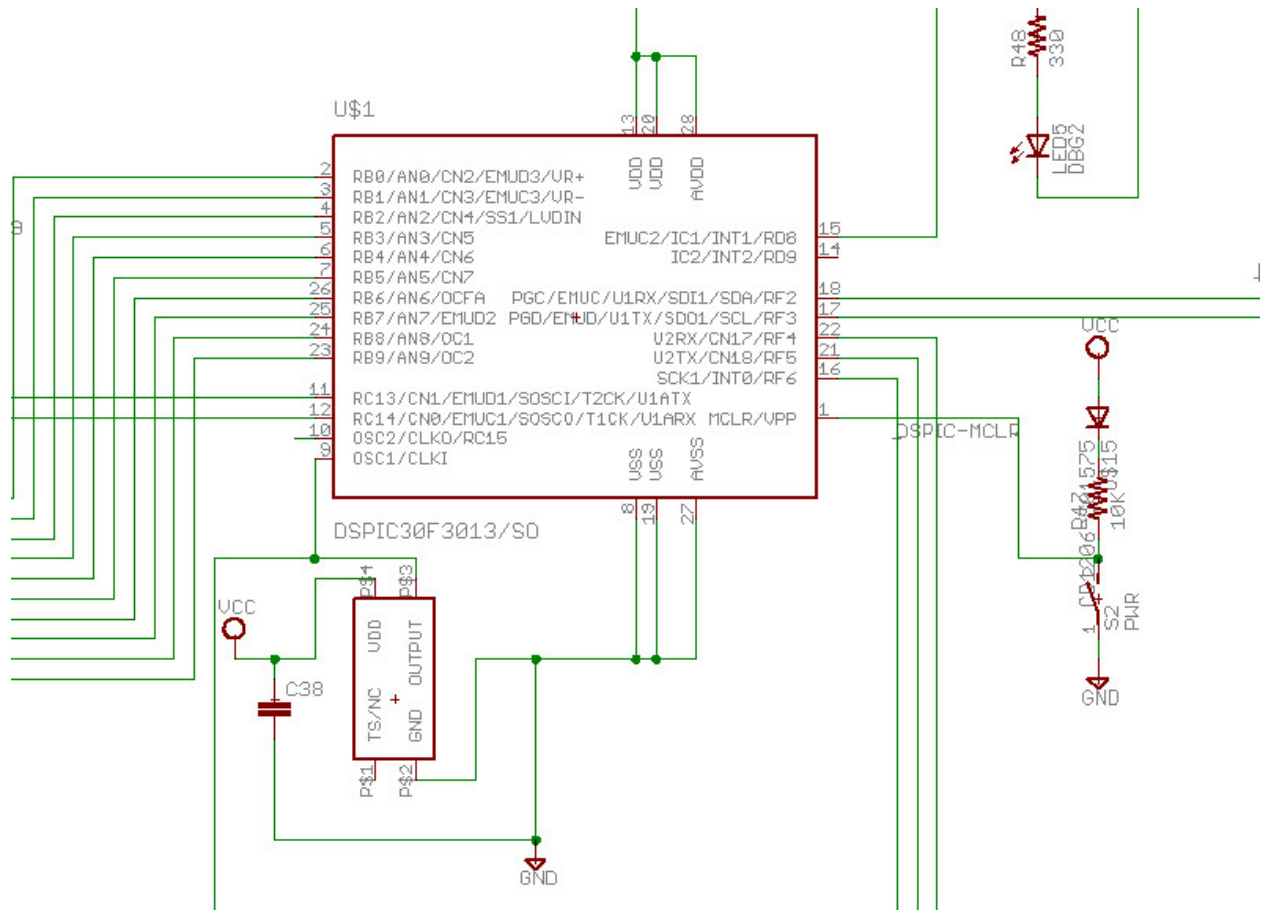 R48
330
LED5
DBG2
U$1
13
20
28
VDD
VDD
AVDD
2 RB0/AN0/CN2/EMUD3/VR+
3 RB1/AN1/CN3/EMUC3/VR-
4 RB2/AN2/CN4/SS1/LVDIN
5 RB3/AN3/CN5
6 RB4/AN4/CN6
7 RB5/AN5/CN7
26 RB6/AN6/OCFA
25 RB7/AN7/EMUD2
24 RB8/AN8/OC1
23 RB9/AN9/OC2
11 RC13/CN1/EMUD1/SOSCI/T2CK/U1ATX
12 RC14/CN0/EMUC1/SOSCO/T1CK/U1ARX
10 OSC2/CLKO/RC15
9 OSC1/CLKI
EMUC2/IC1/INT1/RD8 15
IC2/INT2/RD9 14
PGC/EMUC/U1RX/SDI1/SDA/RF2 18
PGD/EMUD/U1TX/SDO1/SCL/RF3 17
U2RX/CN17/RF4 22
U2TX/CN18/RF5 21
SCK1/INT0/RF6 16
MCLR/VPP 1
VSS
VSS
AVSS
8
19
27
DSPIC30F3013/SO
DSPIC-MCLR
VCC
R47
10K
U$15
1
S2
PWR
GND
VCC
C38
P$4
P$3
VDD
OUTPUT
TS/NC
GND
P$1
P$2
GND